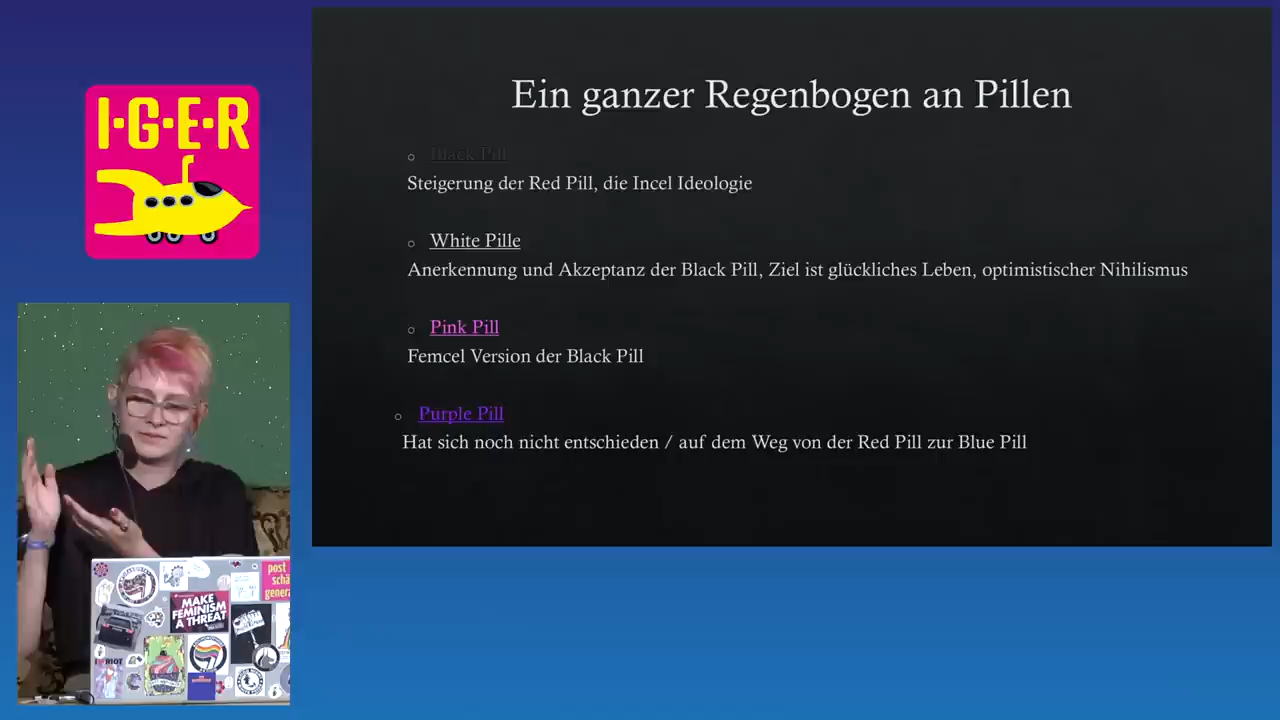 I·G·E·R
Ein ganzer Regenbogen an Pillen
Black Pill
Steigerung der Red Pill, die Incel Ideologie
White Pille
Anerkennung und Akzeptanz der Black Pill, Ziel ist glückliches Leben, optimistischer Nihilismus
Pink Pill
Femcel Version der Black Pill
Purple Pill
Hat sich noch nicht entschieden / auf dem Weg von der Red Pill zur Blue Pill
post
MAKE
FEMINISM
A THREAT
RIOT